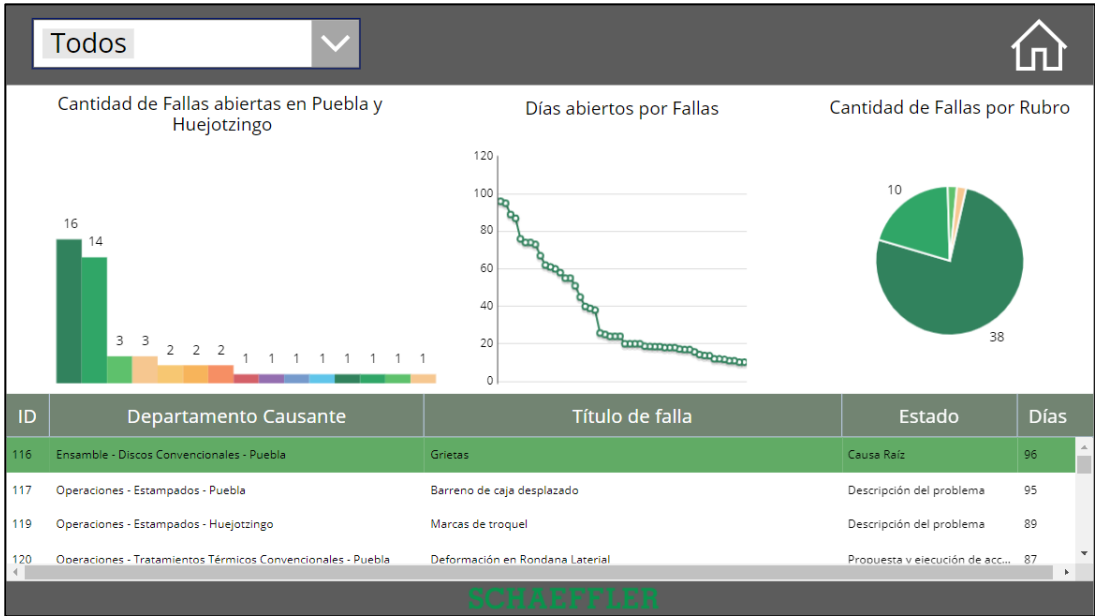 Todos
Cantidad de Fallas abiertas en Puebla y
Huejotzingo
16
14
3
3
2
2
2
1
1
1
1
1
1
1
1
Días abiertos por Fallas
120
100
80
60
40
20
0
Cantidad de Fallas por Rubro
10
38
ID Departamento Causante Título de falla Estado Días
116 Ensamble - Discos Convencionales - Puebla Grietas Causa Raíz 96
117 Operaciones - Estampados - Puebla Barreno de caja desplazado Descripción del problema 95
119 Operaciones - Estampados - Huejotzingo Marcas de troquel Descripción del problema 89
120 Operaciones - Tratamientos Térmicos Convencionales - Puebla Deformación en Rondana Laterial Propuesta y ejecución de acc... 87
SCHAEFFLER